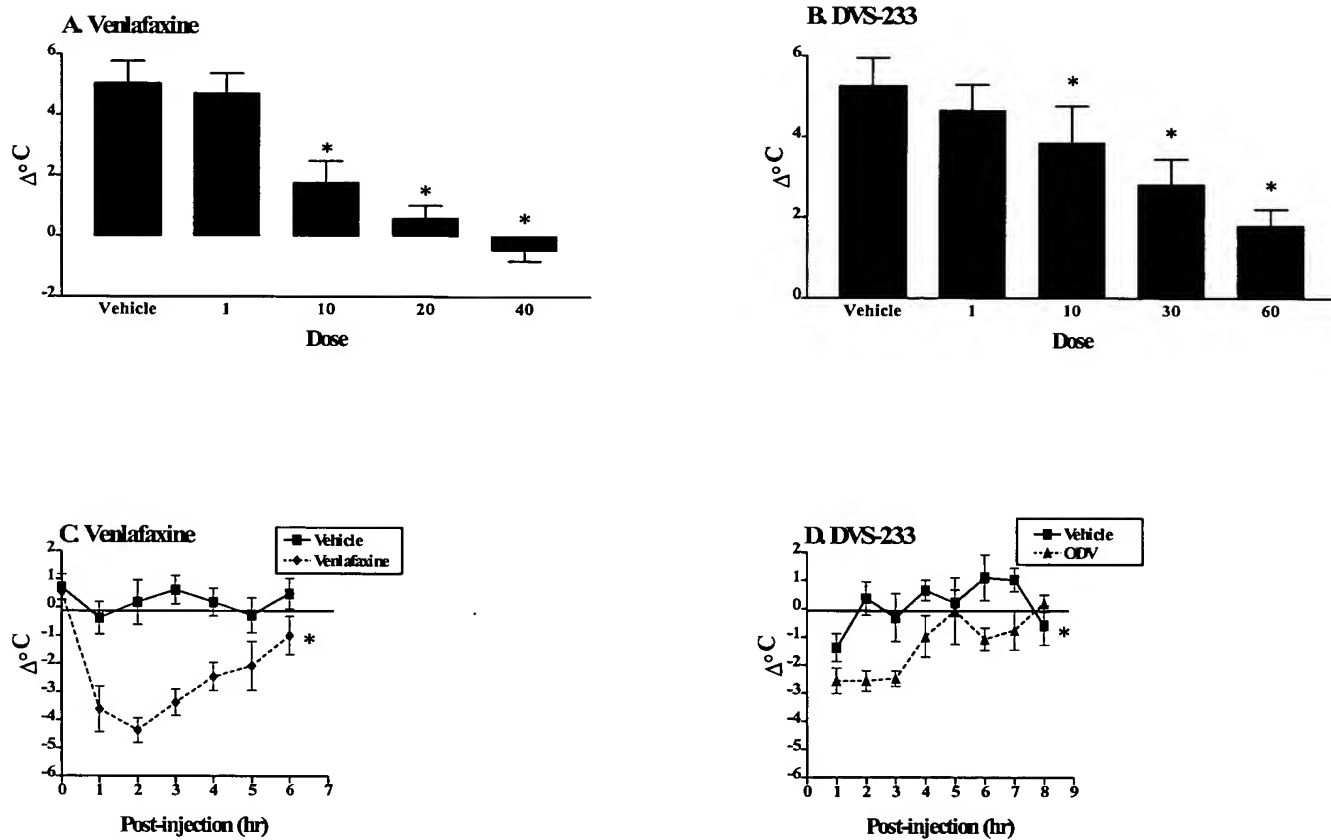 A. Venlafaxine
6
4
2
0
-2
Δ°C
*
*
*
Vehicle 1 10 20 40
Dose
B. DVS-233
6
4
2
0
Δ°C
*
*
*
Vehicle 1 10 30 60
Dose
C. Venlafaxine
Vehicle
Venlafaxine
2
1
0
-1
-2
-3
-4
-5
-6
Δ°C
*
0 1 2 3 4 5 6 7
Post-injection (hr)
D. DVS-233
Vehicle
ODV
2
1
0
-1
-2
-3
-4
-5
-6
Δ°C
*
0 1 2 3 4 5 6 7 8 9
Post-injection (hr)